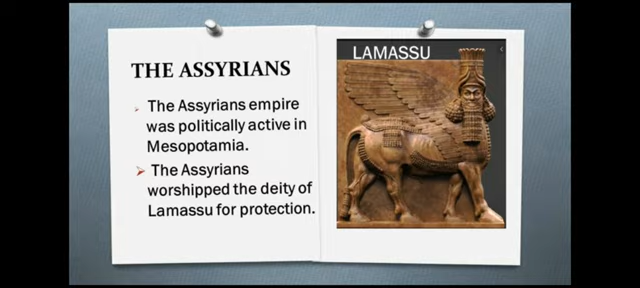 THE ASSYRIANS
The Assyrians empire
was politically active in
Mesopotamia.
The Assyrians
worshipped the deity of
Lamassu for protection.
LAMASSU